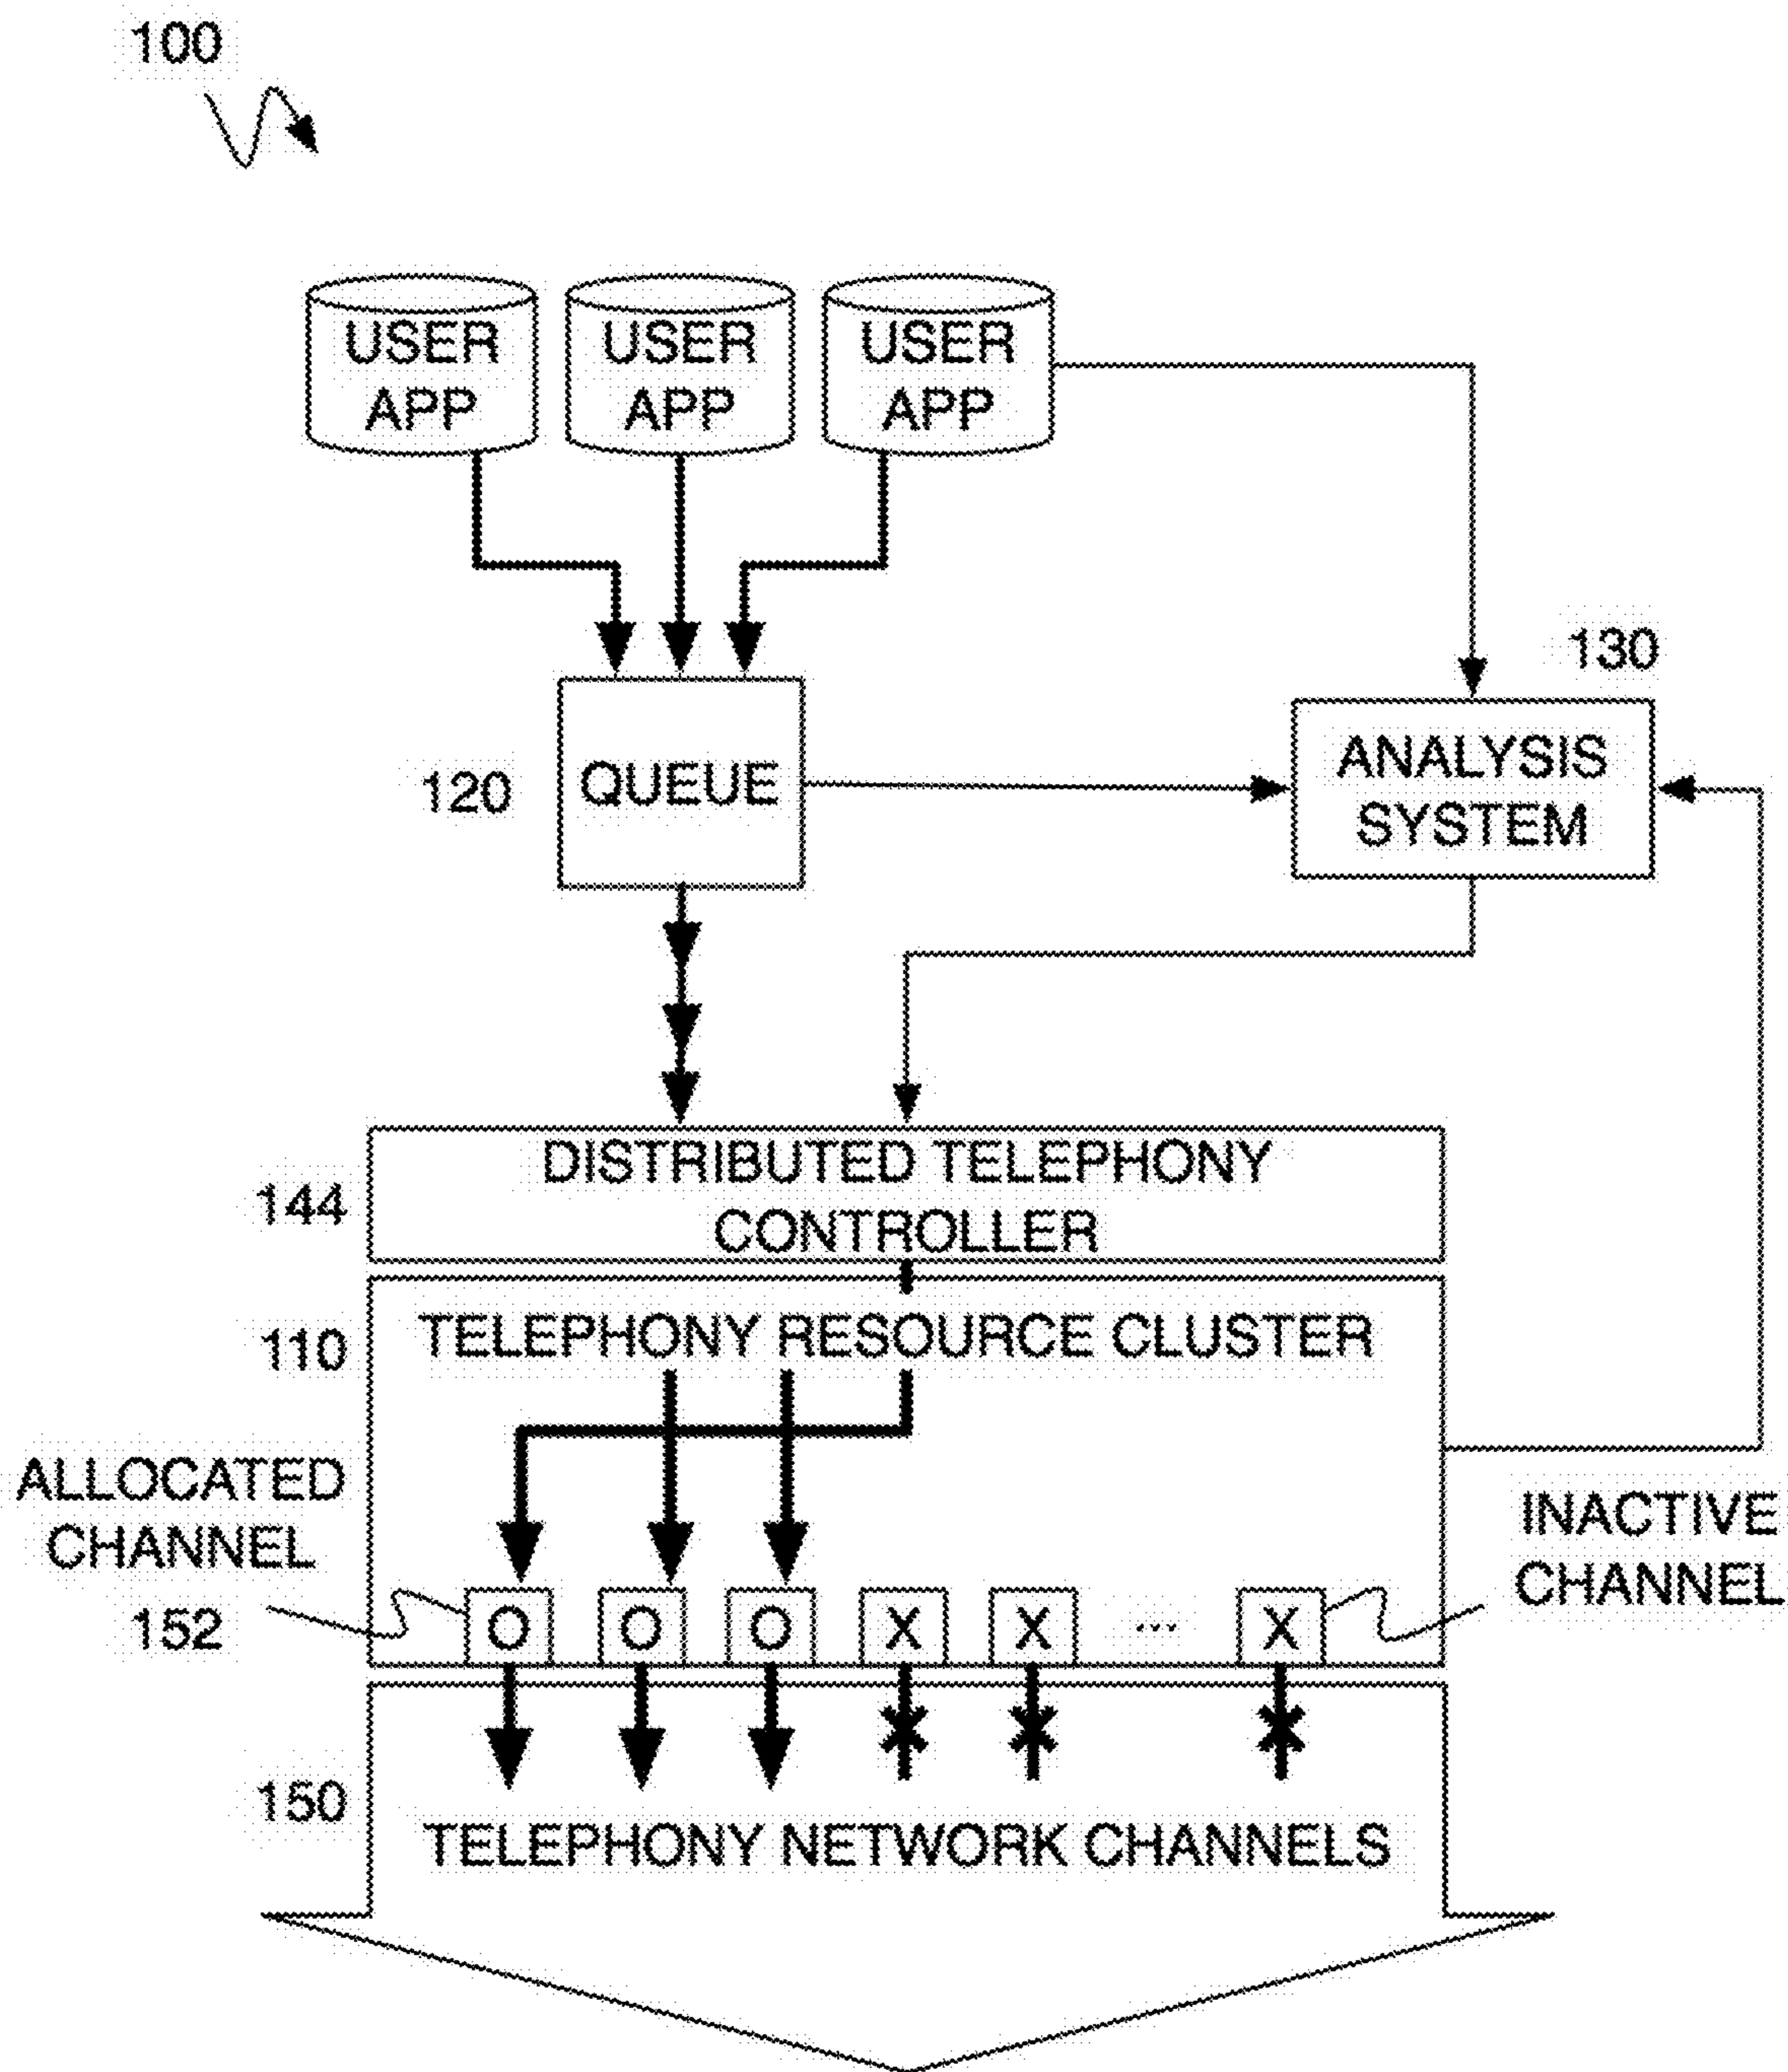 100
USER
APP
USER
APP
USER
APP
130
120
QUEUE
ANALYSIS
SYSTEM
144
DISTRIBUTED TELEPHONY
CONTROLLER
110
TELEPHONY RESOURCE CLUSTER
ALLOCATED
CHANNEL
152
INACTIVE
CHANNEL
O O O X X ... X
150
TELEPHONY NETWORK CHANNELS